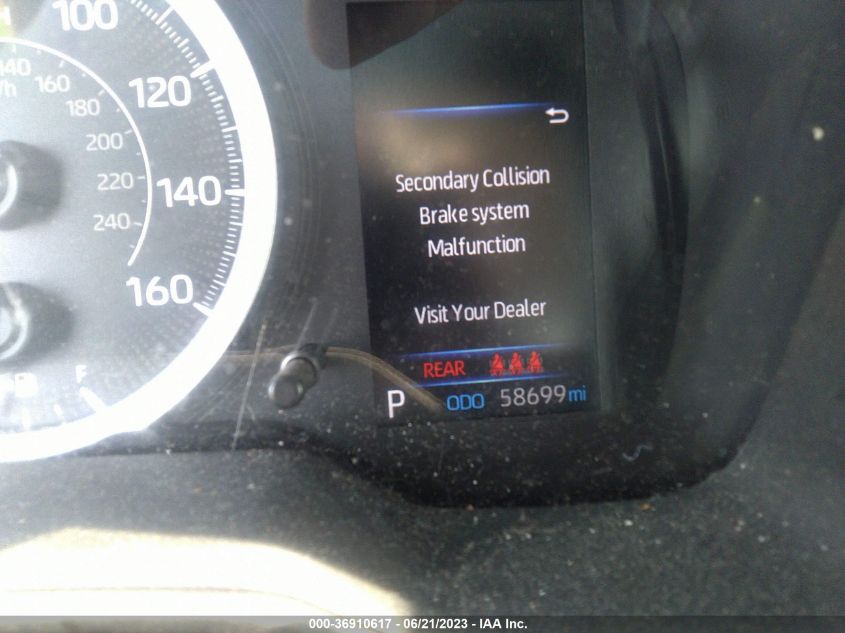 100
120
140
160
140
160
180
200
220
240
F
Secondary Collision
Brake system
Malfunction
Visit Your Dealer
REAR
P ODO 58699 mi
000-36910617 - 06/21/2023 - IAA Inc.